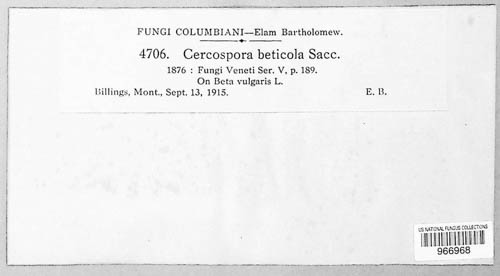 FUNGI COLUMBIANI—Elam Bartholomew.
4706. Cercospora beticola Sacc.
1876 : Fungi Veneti Ser. V, p. 189.
On Beta vulgaris L.
Billings, Mont., Sept. 13, 1915. E. B.
US NATIONAL FUNGUS COLLECTIONS
966968